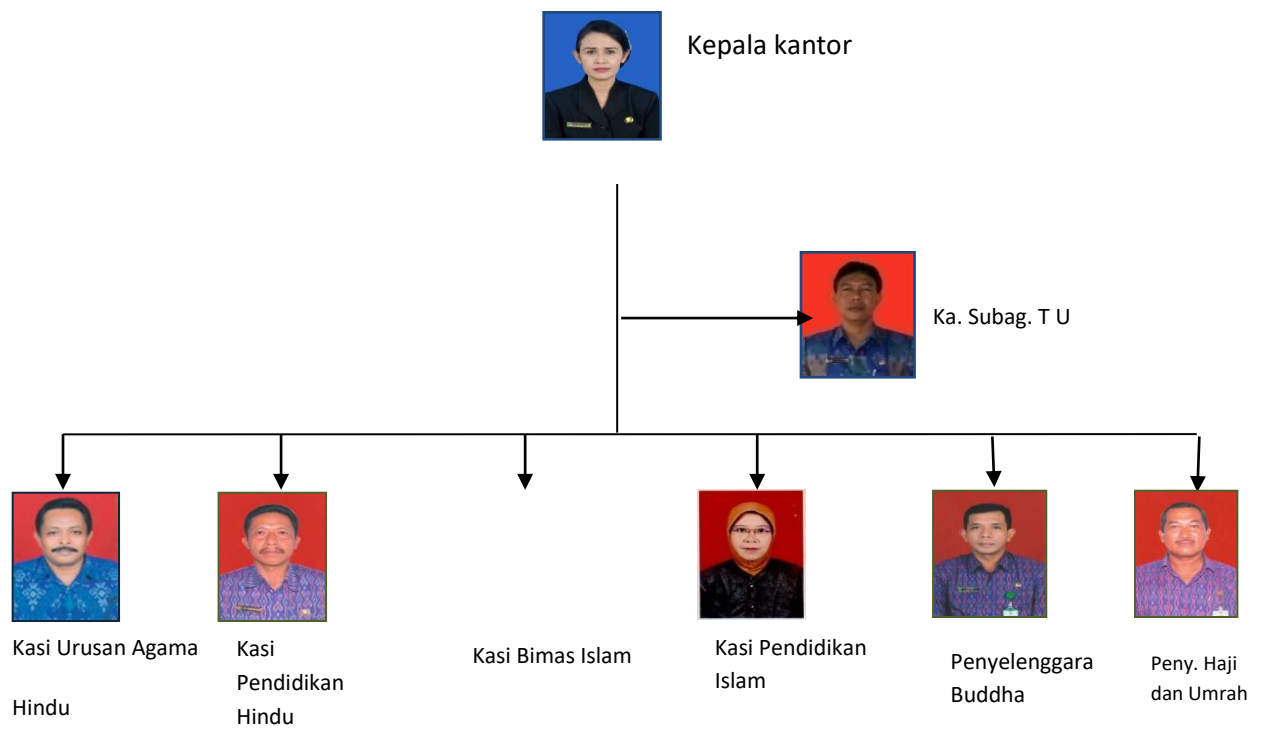 Kepala kantor
Ka. Subag. T U
Kasi Urusan Agama
Hindu
Kasi
Pendidikan
Hindu
Kasi Bimas Islam
Kasi Pendidikan
Islam
Penyelenggara
Buddha
Peny. Haji
dan Umrah